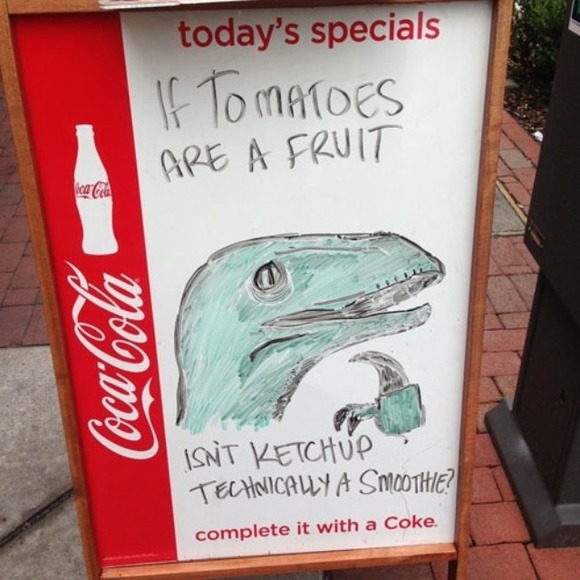 today's specials
IF TOMATOES
ARE A FRUIT
Coca-Cola
Coca-Cola
ISN'T KETCHUP
TECHNICALLY A SMOOTHIE?
complete it with a Coke.